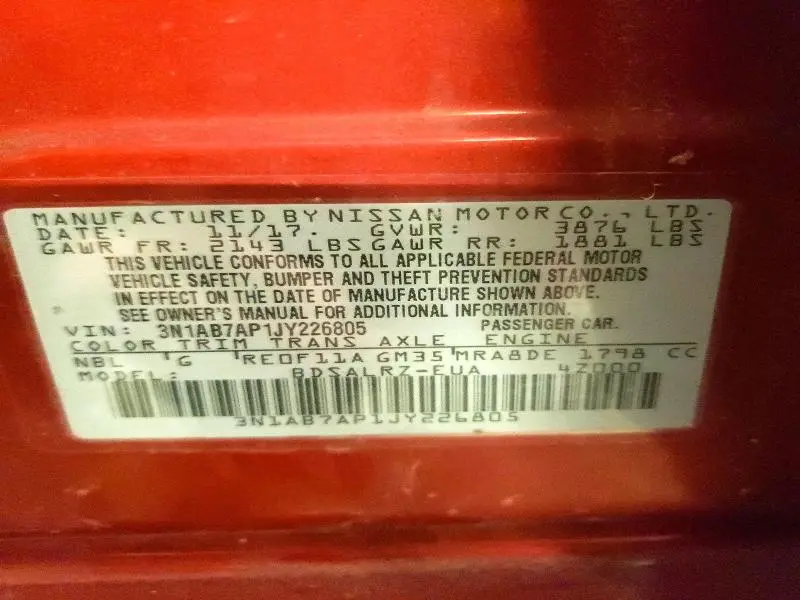 MANUFACTURED BY NISSAN MOTOR CO., LTD.
DATE: 11/17. GVWR: 3876 LBS
GAWR FR: 2143 LBS GAWR RR: 1881 LBS
THIS VEHICLE CONFORMS TO ALL APPLICABLE FEDERAL MOTOR
VEHICLE SAFETY, BUMPER AND THEFT PREVENTION STANDARDS
IN EFFECT ON THE DATE OF MANUFACTURE SHOWN ABOVE.
SEE OWNER'S MANUAL FOR ADDITIONAL INFORMATION.
VIN: 3N1AB7AP1JY226805 PASSENGER CAR.
COLOR TRIM TRANS AXLE ENGINE
NBL G RE0F11A GM35 MRA8DE 1798 CC
MODEL: BDSALRZ-EUA 4Z000
3N1AB7AP1JY226805